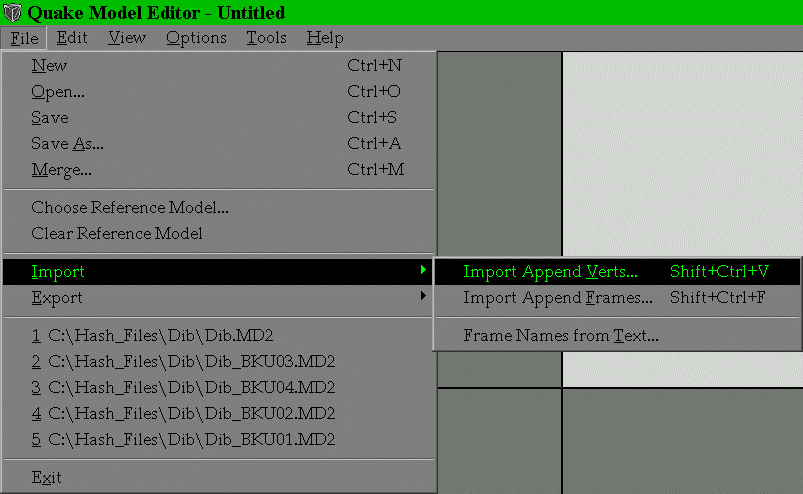 Quake Model Editor - Untitled
File Edit View Options Tools Help
New Ctrl+N
Open... Ctrl+O
Save Ctrl+S
Save As... Ctrl+A
Merge... Ctrl+M
Choose Reference Model...
Clear Reference Model
Import Import Append Verts... Shift+Ctrl+V
Export Import Append Frames... Shift+Ctrl+F
1 C:\Hash_Files\Dib\Dib.MD2 Frame Names from Text...
2 C:\Hash_Files\Dib\Dib_BKU03.MD2
3 C:\Hash_Files\Dib\Dib_BKU04.MD2
4 C:\Hash_Files\Dib\Dib_BKU02.MD2
5 C:\Hash_Files\Dib\Dib_BKU01.MD2
Exit